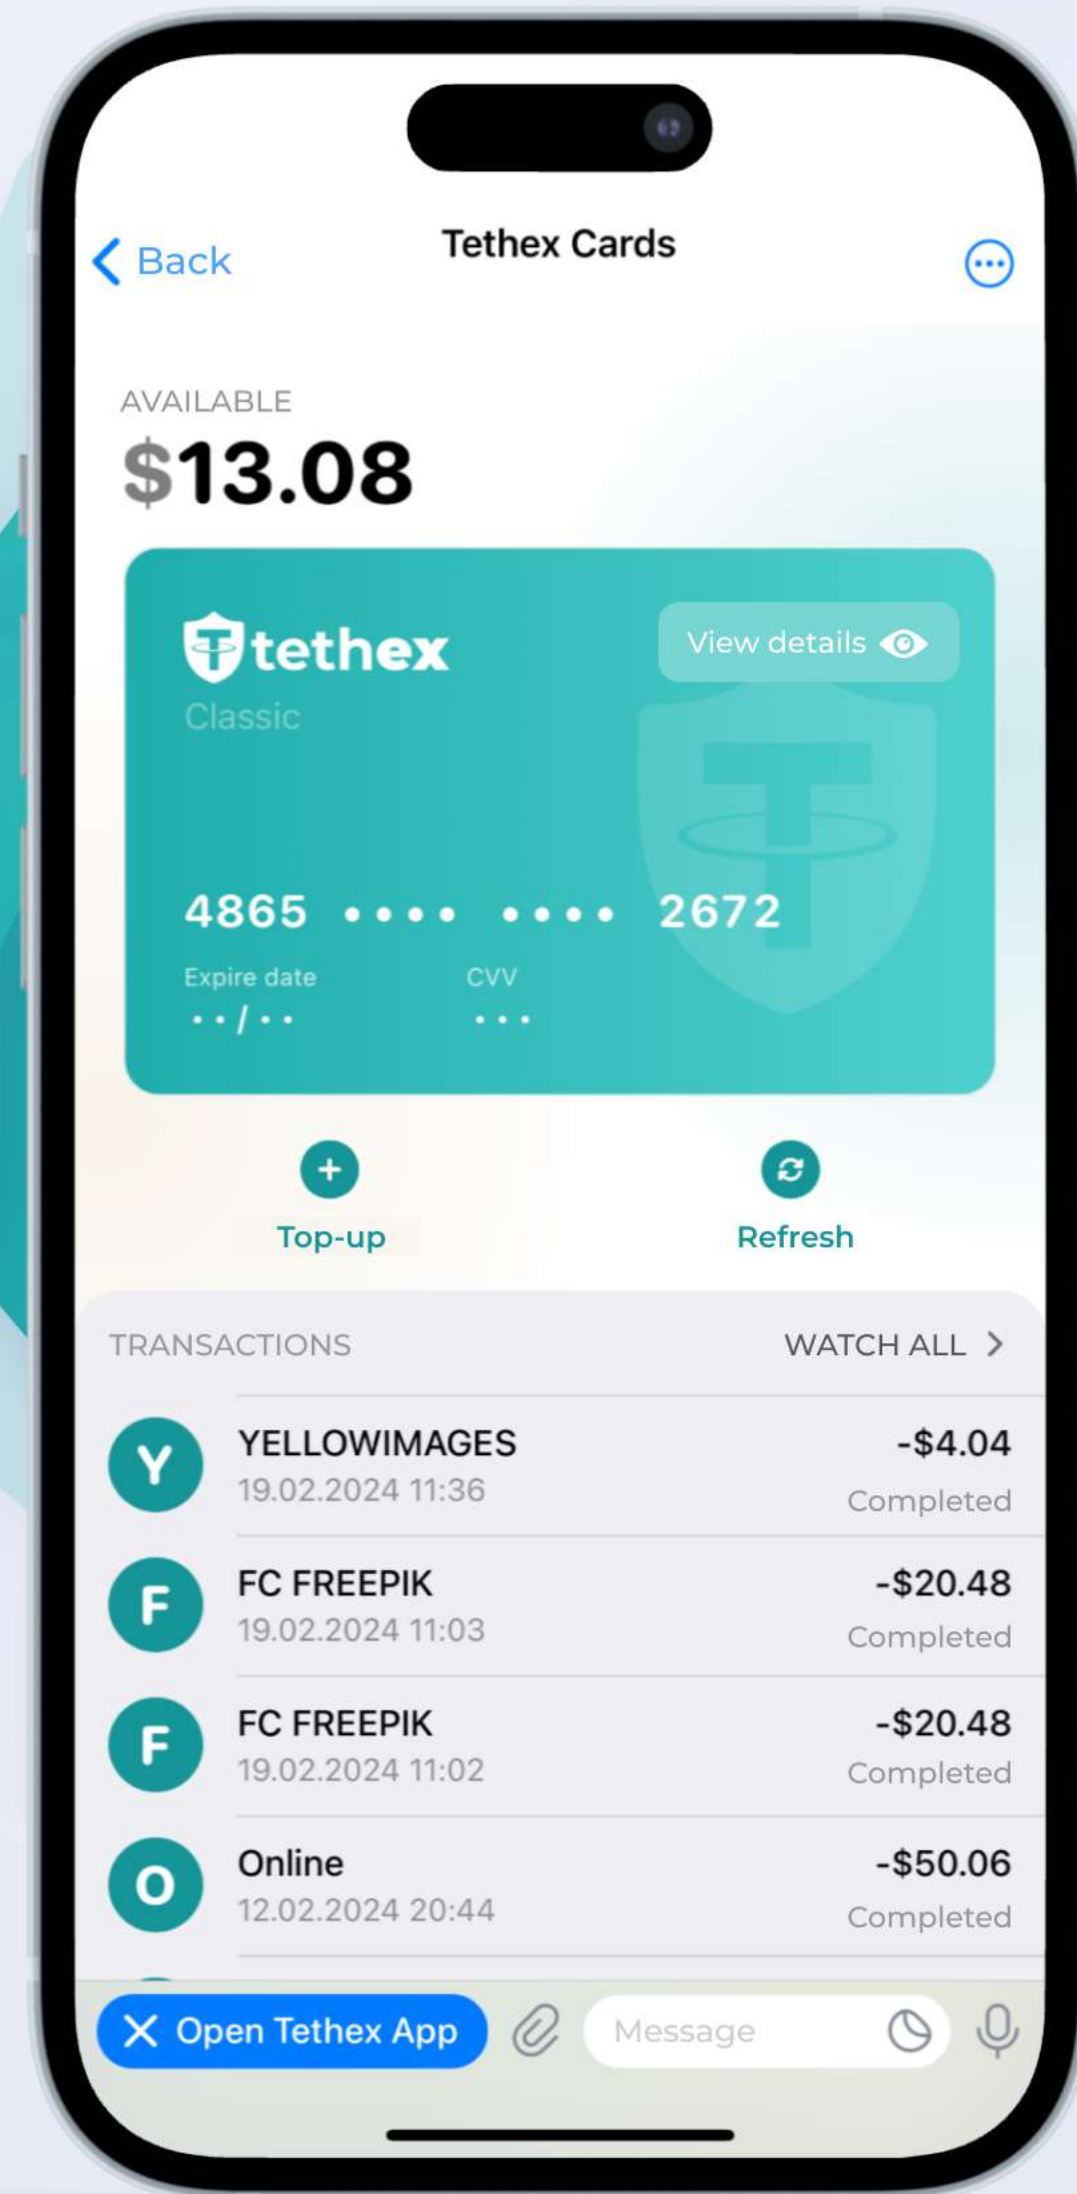 Back
Tethex Cards
AVAILABLE
$13.08
tethex
View details
Classic
4865 •••• •••• 2672
Expire date CVV
••/•• •••
Top-up
Refresh
TRANSACTIONS
WATCH ALL >
Y
YELLOWIMAGES
-$4.04
19.02.2024 11:36
Completed
F
FC FREEPIK
-$20.48
19.02.2024 11:03
Completed
F
FC FREEPIK
-$20.48
19.02.2024 11:02
Completed
O
Online
-$50.06
12.02.2024 20:44
Completed
Open Tethex App
Message